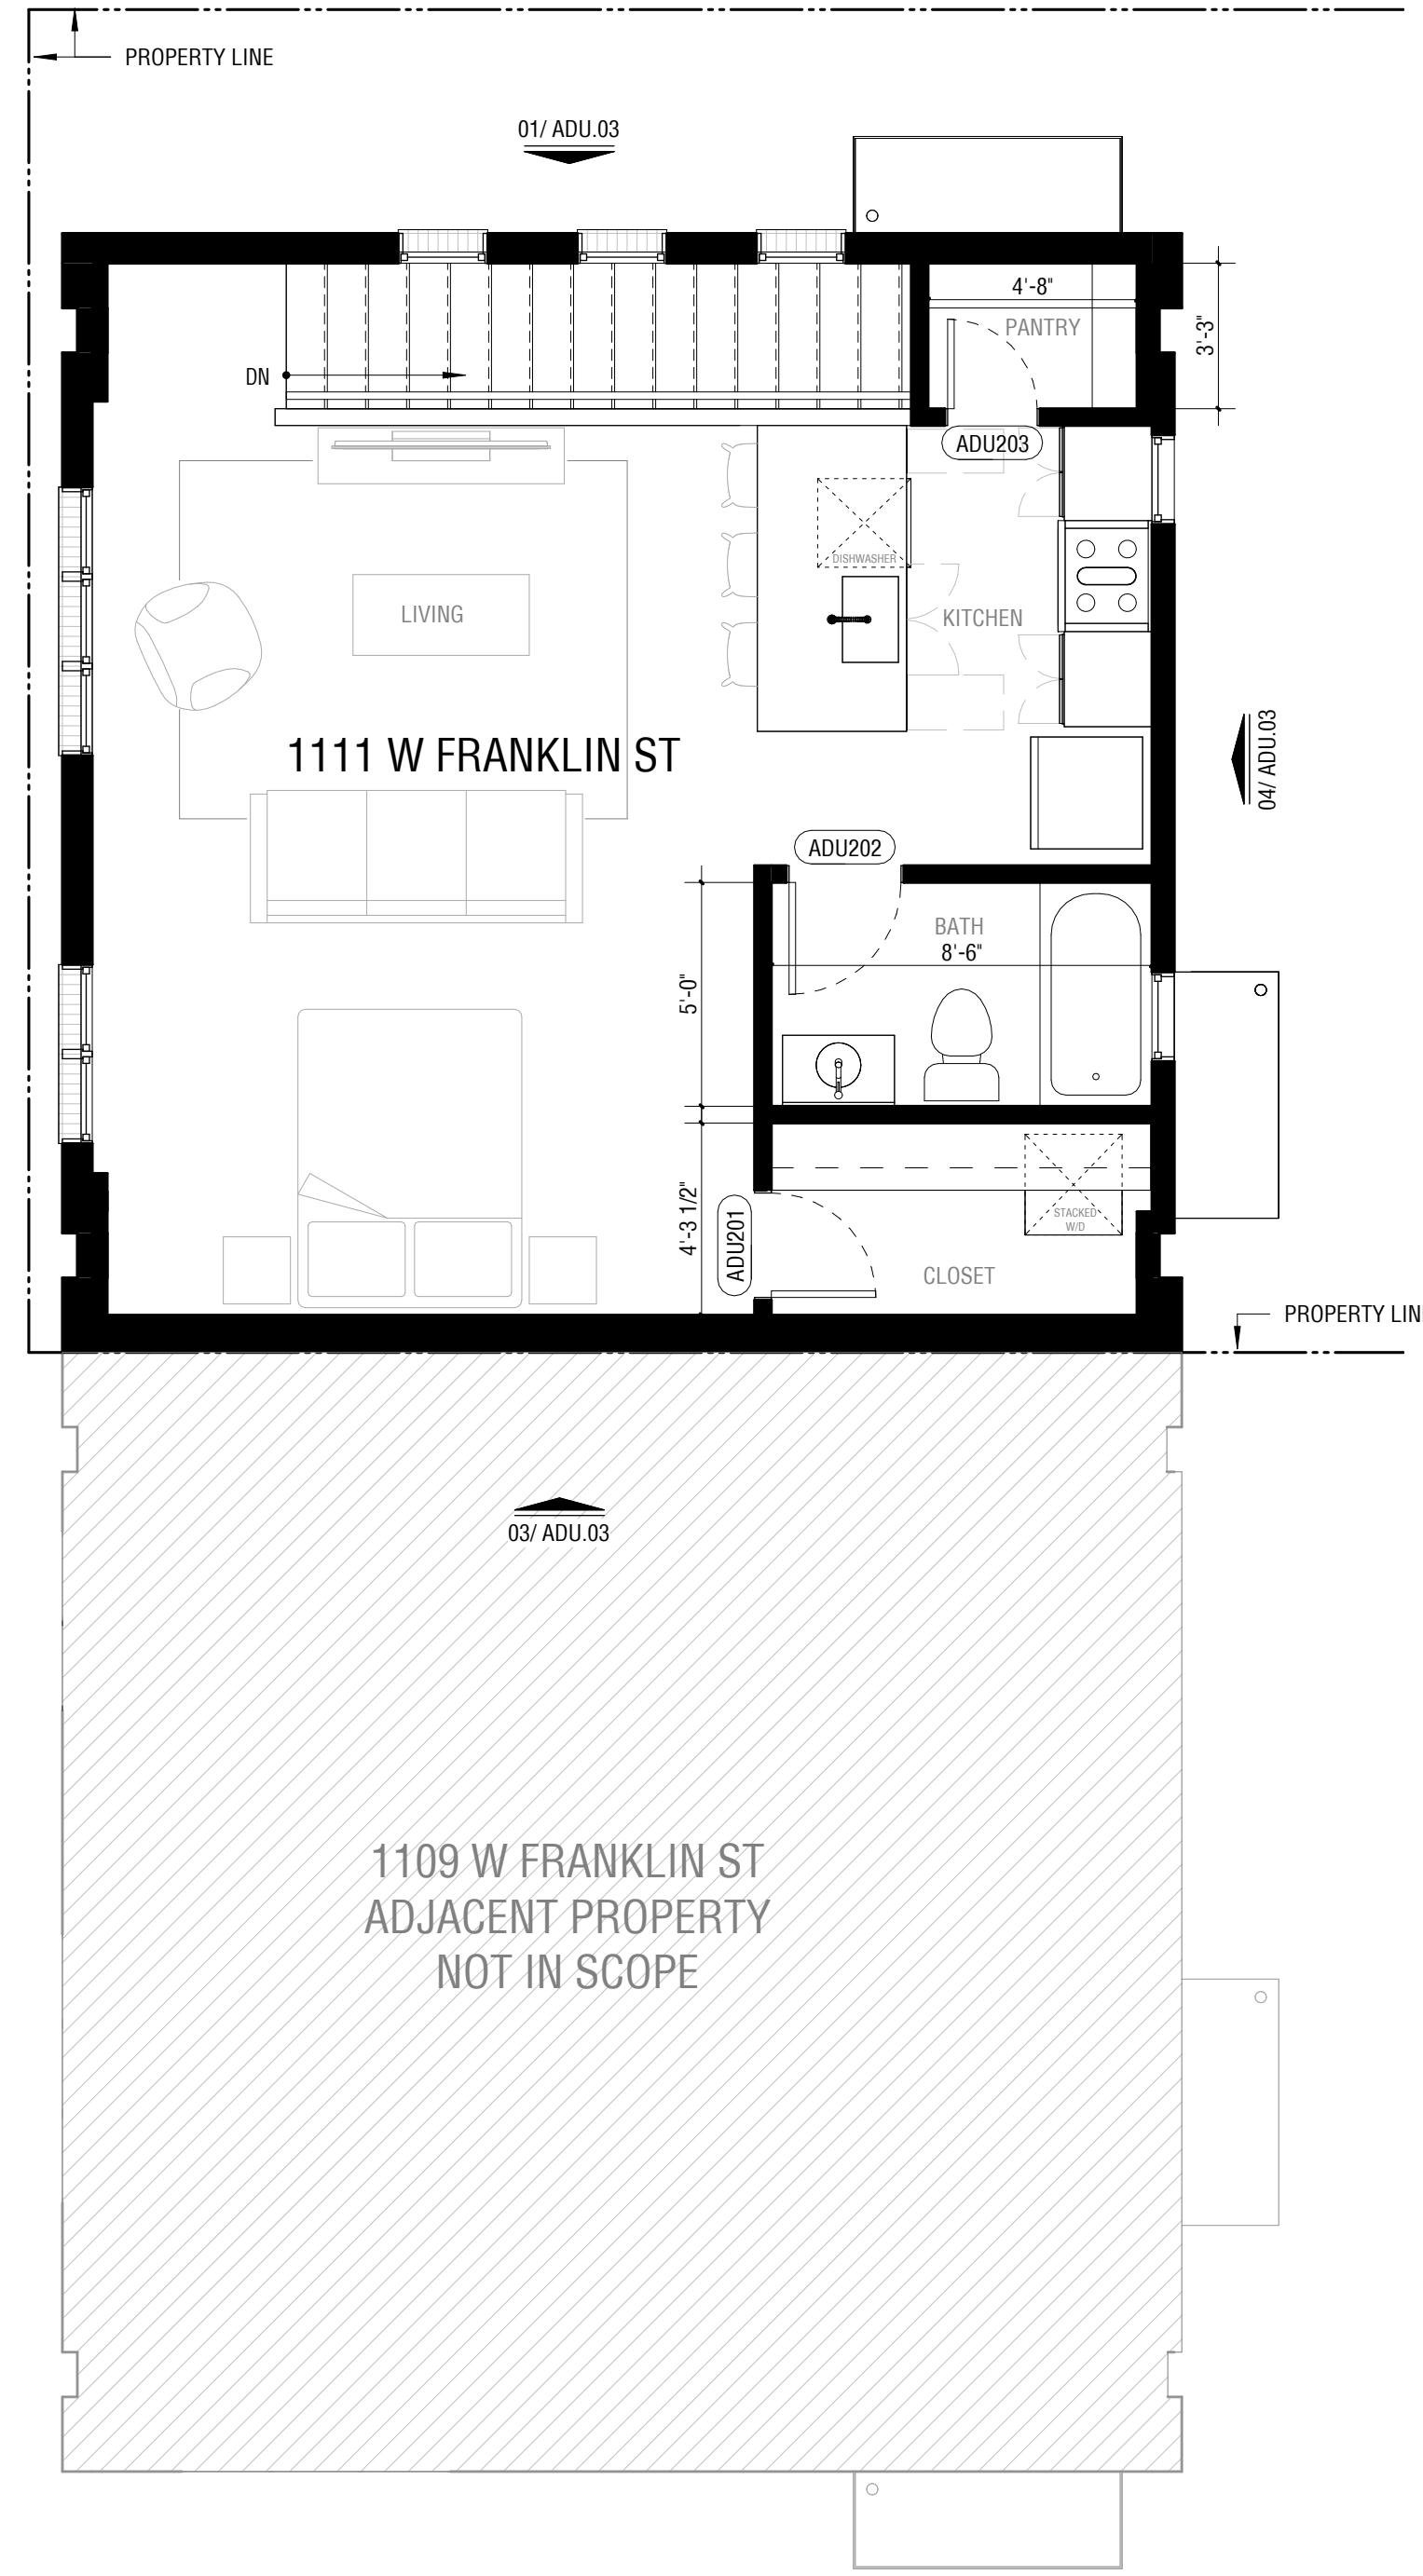 PROPERTY LINE
01/ ADU.03
4'-8"
PANTRY
3'-3"
DN
ADU203
DISHWASHER
LIVING
KITCHEN
1111 W FRANKLIN ST
04/ ADU.03
ADU202
BATH
8'-6"
5'-0"
4'-3 1/2"
ADU201
STACKED
W/D
CLOSET
PROPERTY LIN
03/ ADU.03
1109 W FRANKLIN ST
ADJACENT PROPERTY
NOT IN SCOPE